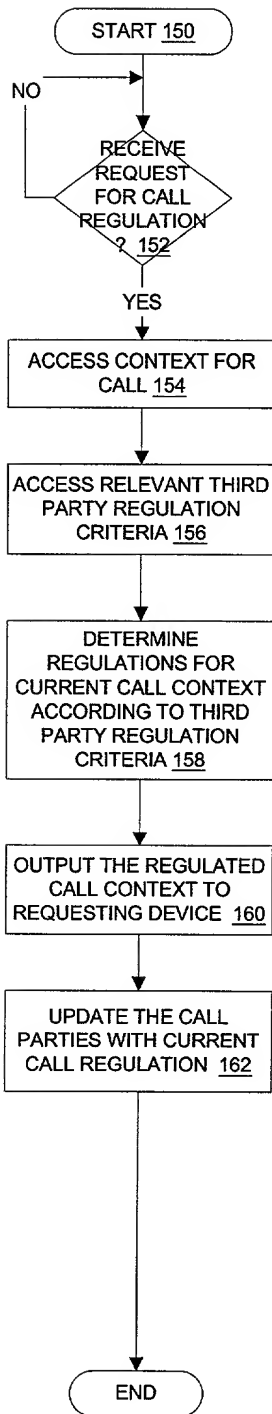 START 150
NO
RECEIVE
REQUEST
FOR CALL
REGULATION
? 152
YES
ACCESS CONTEXT FOR
CALL 154
ACCESS RELEVANT THIRD
PARTY REGULATION
CRITERIA 156
DETERMINE
REGULATIONS FOR
CURRENT CALL CONTEXT
ACCORDING TO THIRD
PARTY REGULATION
CRITERIA 158
OUTPUT THE REGULATED
CALL CONTEXT TO
REQUESTING DEVICE 160
UPDATE THE CALL
PARTIES WITH CURRENT
CALL REGULATION 162
END